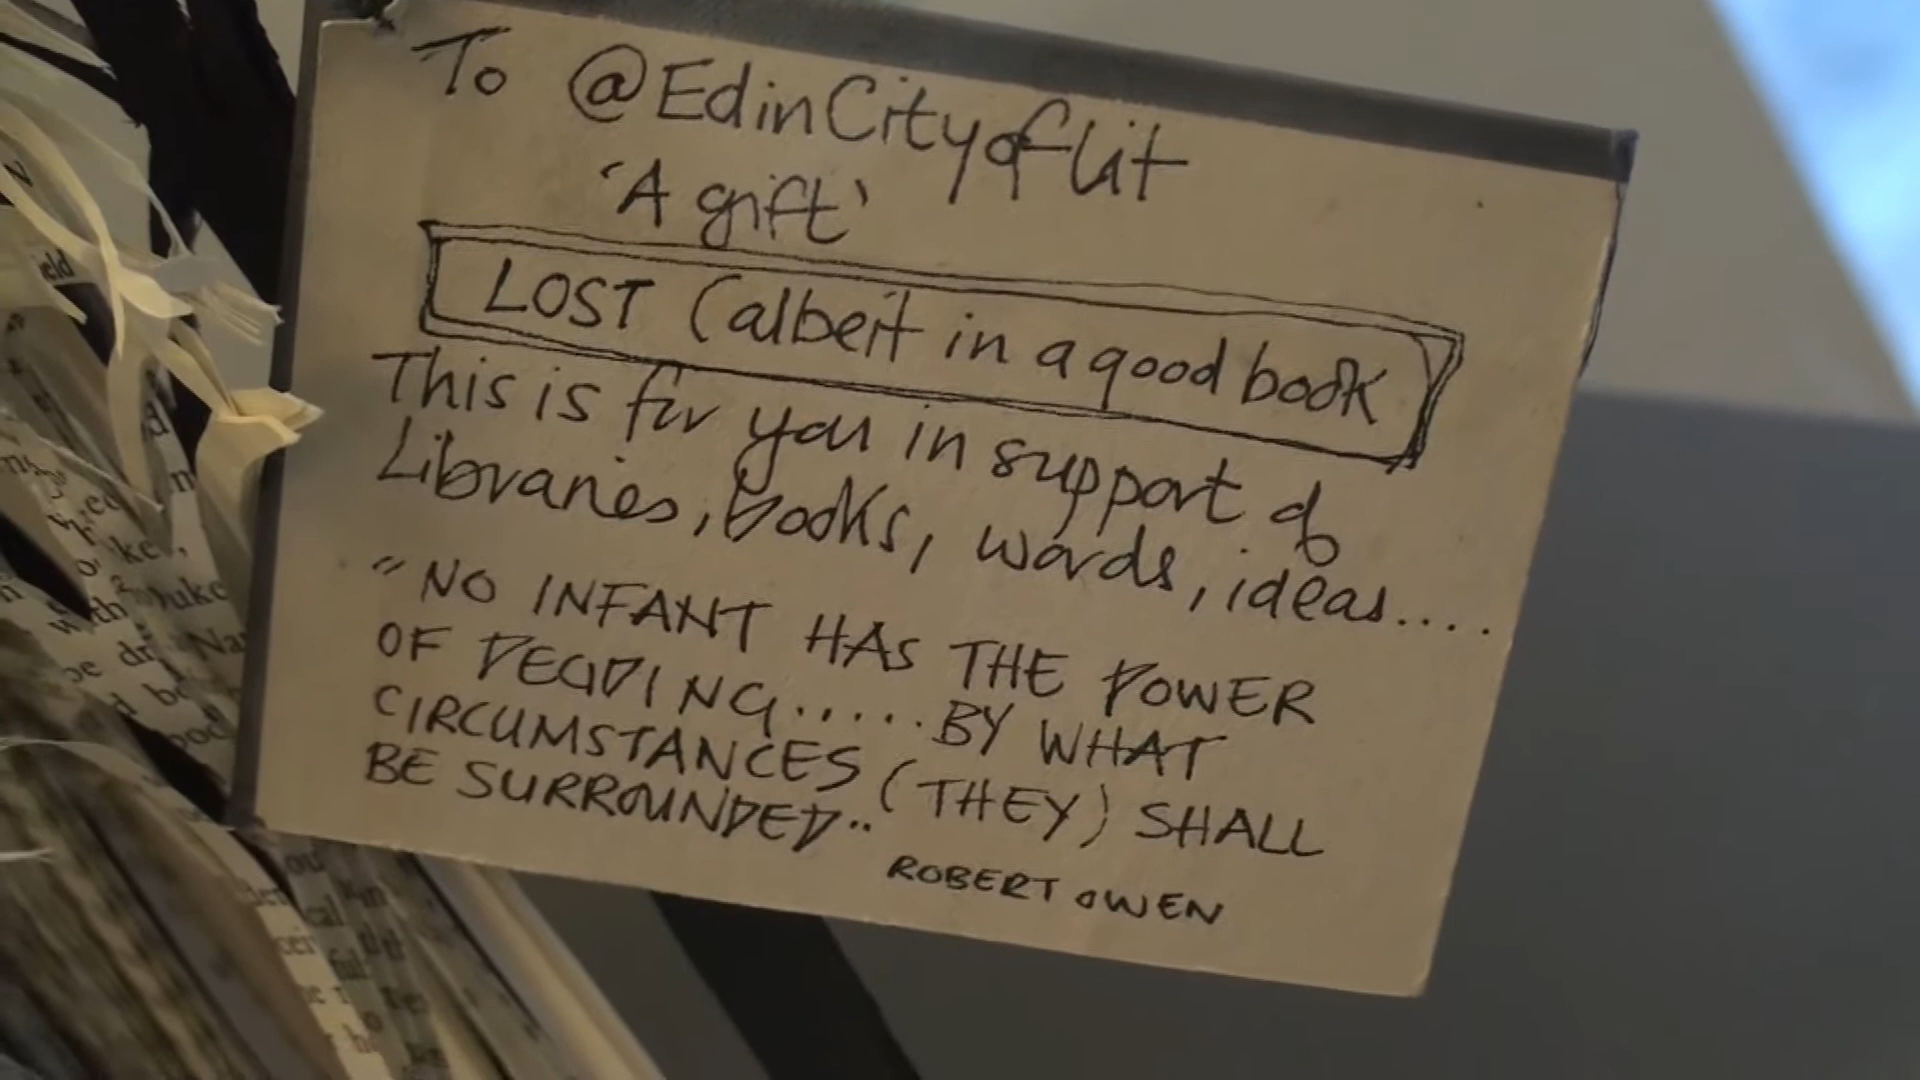 To @EdinCityofLit
'A gift'
LOST (albeit in a good book
This is for you in support of
Libraries, books, words, ideas....
"NO INFANT HAS THE POWER
OF DECIDING..... BY WHAT
CIRCUMSTANCES (THEY) SHALL
BE SURROUNDED..
ROBERT OWEN
ield